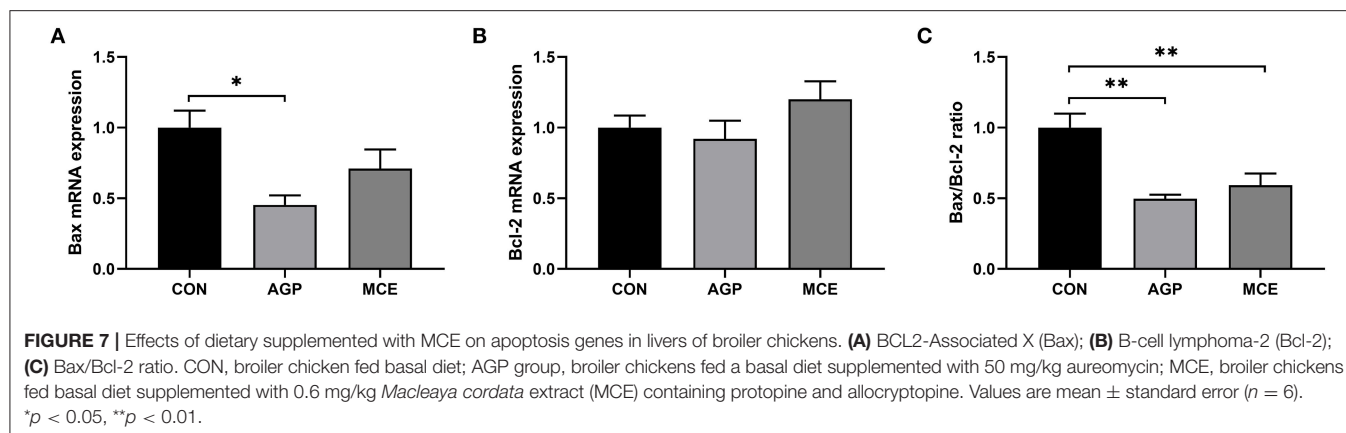 A
B
C
Bax mRNA expression
1.5
1.0
0.5
0.0
*
CON
AGP
MCE
Bcl-2 mRNA expression
1.5
1.0
0.5
0.0
CON
AGP
MCE
Bax/Bcl-2 ratio
1.5
1.0
0.5
0.0
**
**
CON
AGP
MCE
FIGURE 7 | Effects of dietary supplemented with MCE on apoptosis genes in livers of broiler chickens. (A) BCL2-Associated X (Bax); (B) B-cell lymphoma-2 (Bcl-2);
(C) Bax/Bcl-2 ratio. CON, broiler chicken fed basal diet; AGP group, broiler chickens fed a basal diet supplemented with 50 mg/kg aureomycin; MCE, broiler chickens
fed basal diet supplemented with 0.6 mg/kg Macleaya cordata extract (MCE) containing protopine and allocryptopine. Values are mean ± standard error (n = 6).
*p < 0.05, **p < 0.01.